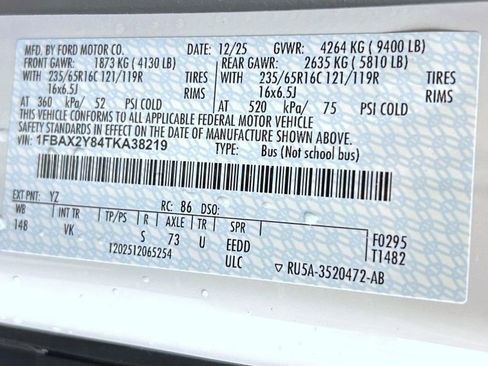 MFD. BY FORD MOTOR CO. 12/25 GVWR: 4264 KG ( 9400 LB)
FRONT GAWR: 1873 KG ( 4130 LB) REAR GAWR: 2635 KG ( 5810 LB)
WITH 235/65R16C 121/119R TIRES WITH 235/65R16C 121/119R TIRES
16x6.5J RIMS 16x6.5J RIMS
AT 360 kPa/ 52 PSI COLD AT 520 kPa/ 75 PSI COLD
THIS VEHICLE CONFORMS TO ALL APPLICABLE FEDERAL MOTOR VEHICLE
SAFETY STANDARDS IN EFFECT ON THE DATE OF MANUFACTURE SHOWN ABOVE.
VIN: 1FBAX2Y84TKA38219 TYPE: Bus (Not school bus)
EXT PNT: YZ RC: 86 DSO:
WB INT TR TP/PS R AXLE TR SPR
148 VK S 73 U EEDD F0295
T202512065254 ULC T1482
RU5A-3520472-AB